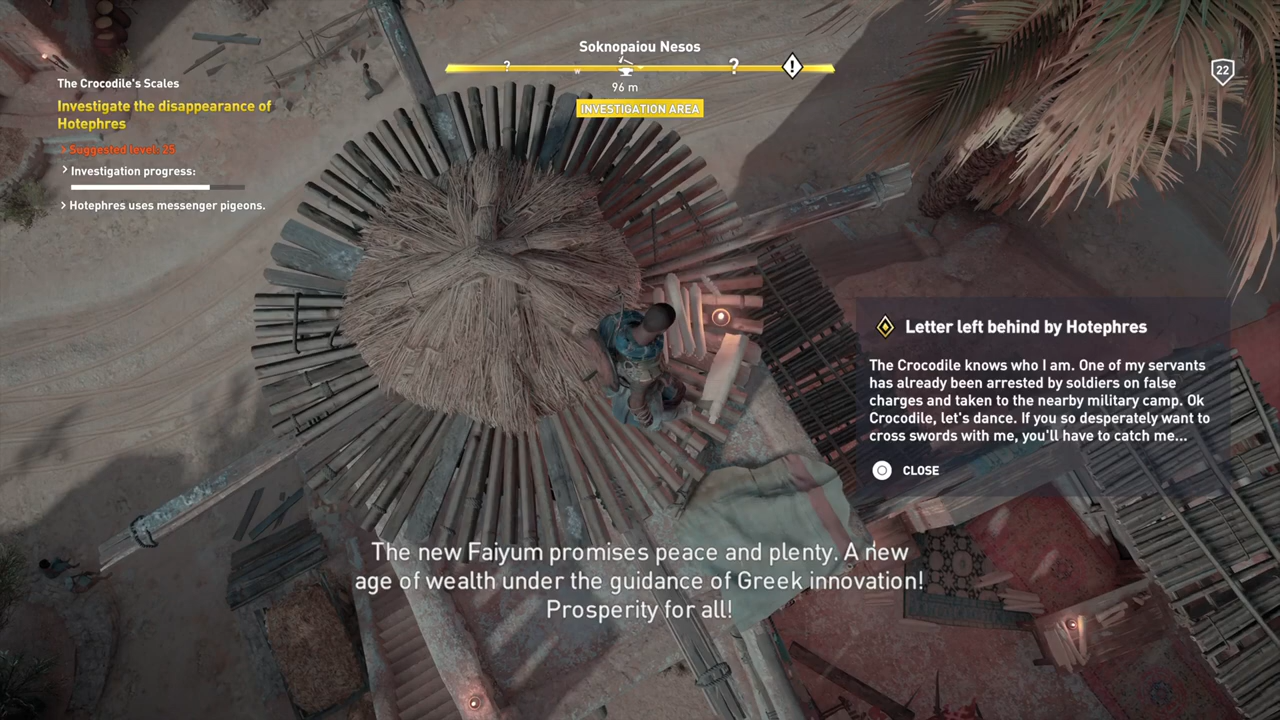 Soknopaiou Nesos
?
W
?
!
96 m
INVESTIGATION AREA
22
The Crocodile's Scales
Investigate the disappearance of
Hotephres
> Suggested level: 25
> Investigation progress:
> Hotephres uses messenger pigeons.
Letter left behind by Hotephres
The Crocodile knows who I am. One of my servants
has already been arrested by soldiers on false
charges and taken to the nearby military camp. Ok
Crocodile, let's dance. If you so desperately want to
cross swords with me, you'll have to catch me...
CLOSE
The new Faiyum promises peace and plenty. A new
age of wealth under the guidance of Greek innovation!
Prosperity for all!